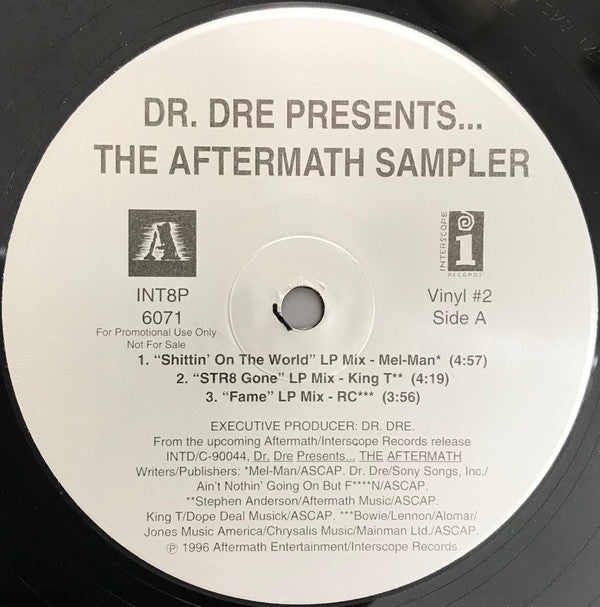 DR. DRE PRESENTS...
THE AFTERMATH SAMPLER
A
INTERSCOPE
i
RECORDS
INT8P
6071
For Promotional Use Only
Not For Sale
Vinyl #2
Side A
1. “Shittin’ On The World” LP Mix - Mel-Man* (4:57)
2. “STR8 Gone” LP Mix - King T** (4:19)
3. “Fame” LP Mix - RC*** (3:56)
EXECUTIVE PRODUCER: DR. DRE.
From the upcoming Aftermath/Interscope Records release
INTD/C-90044, Dr. Dre Presents... THE AFTERMATH
Writers/Publishers: *Mel-Man/ASCAP. Dr. Dre/Sony Songs, Inc./
Ain’t Nothin’ Going On But F****N/ASCAP.
**Stephen Anderson/Aftermath Music/ASCAP.
King T/Dope Deal Musick/ASCAP. ***Bowie/Lennon/Alomar/
Jones Music America/Chrysalis Music/Mainman Ltd./ASCAP.
℗ 1996 Aftermath Entertainment/Interscope Records